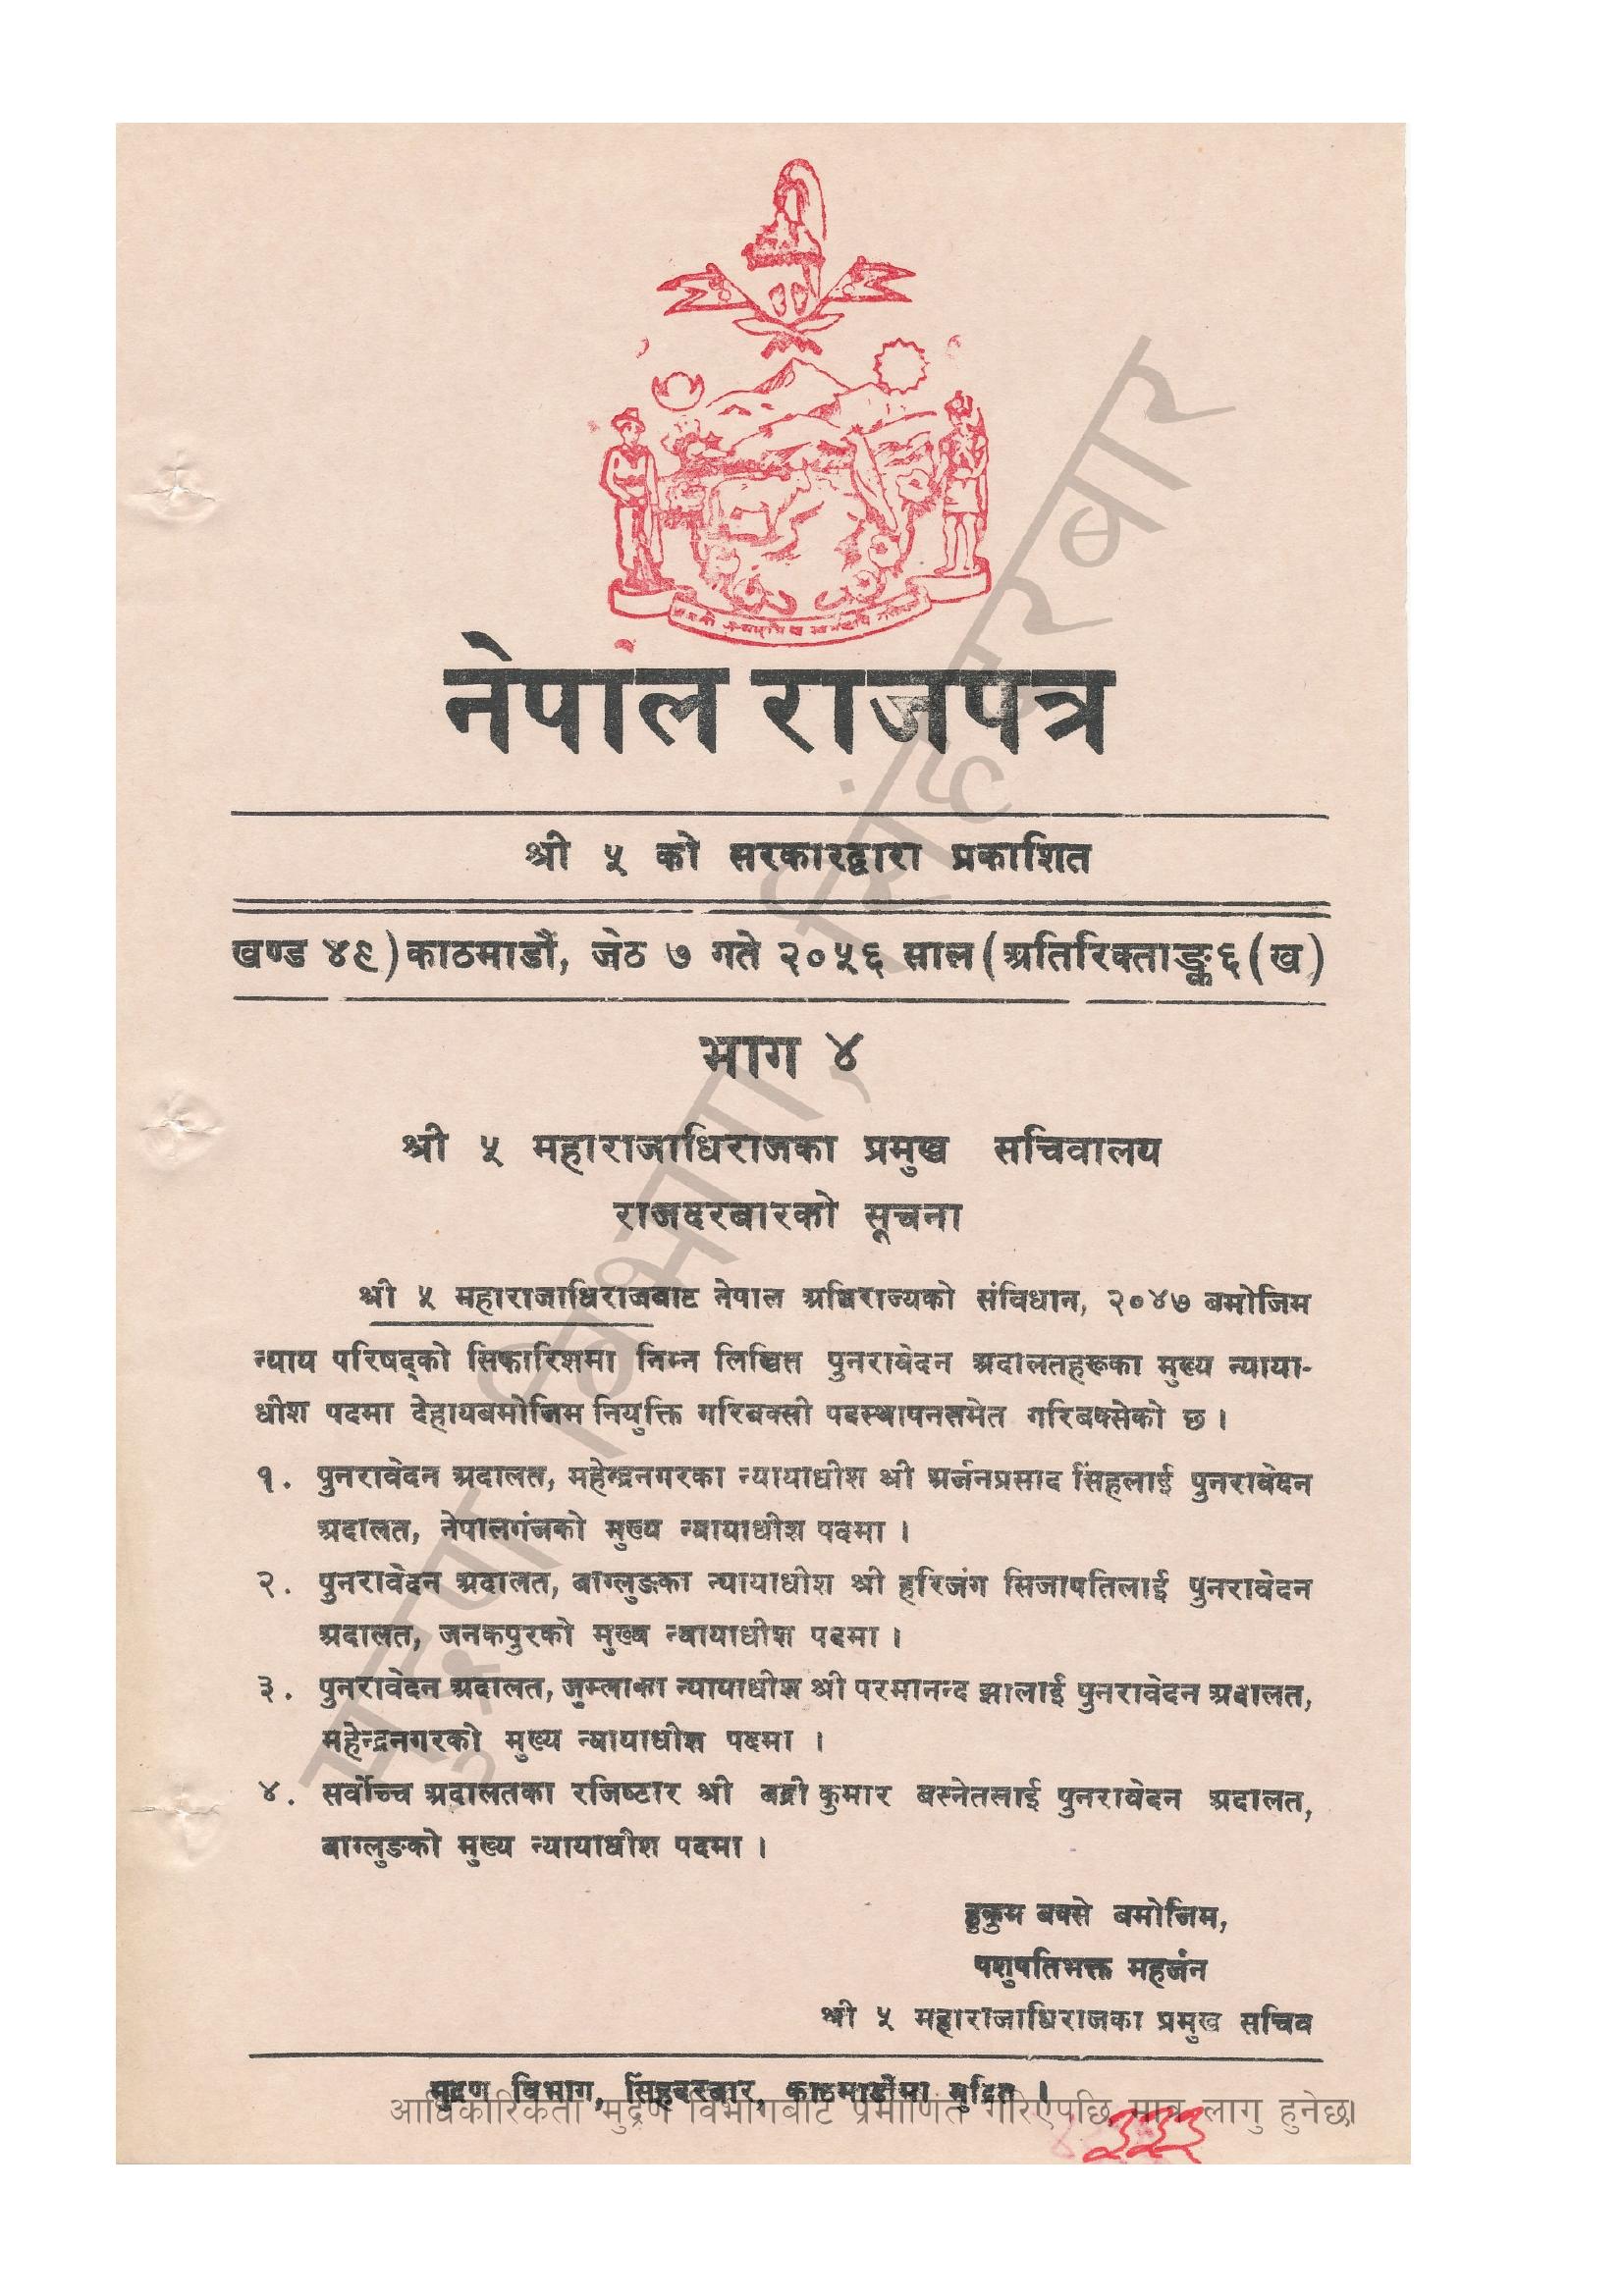 नेपाल राजपत्र
श्री ५ को सरकारद्वारा प्रकाशित
खण्ड ४९) काठमाडौं, जेठ ७ गते २०५६ साल (अतिरिक्ताङ्क ६ (ख)
भाग ४
श्री ५ महाराजाधिराजका प्रमुख सचिवालय
राजदरबारको सूचना
श्री ५ महाराजाधिराजबाट नेपाल अधिराज्यको संविधान, २०४७ बमोजिम
न्याय परिषद्को सिफारिशमा निम्न लिखित पुनरावेदन अदालतहरूका मुख्य न्याया-
धीश पदमा देहायबमोजिम नियुक्ति गरिबक्सी पदस्थापनसमेत गरिबक्सेको छ ।
१. पुनरावेदन अदालत, महेन्द्रनगरका न्यायाधीश श्री अर्जनप्रसाद सिंहलाई पुनरावेदन
अदालत, नेपालगंजको मुख्य न्यायाधीश पदमा ।
२. पुनरावेदन अदालत, बाग्लुङका न्यायाधीश श्री हरिजंग सिजापतिलाई पुनरावेदन
अदालत, जनकपुरको मुख्य न्यायाधीश पदमा ।
३. पुनरावेदन अदालत, जुम्लाका न्यायाधीश श्री परमानन्द झालाई पुनरावेदन अदालत,
महेन्द्रनगरको मुख्य न्यायाधीश पदमा ।
४. सर्वोच्च अदालतका रजिष्टार श्री बद्री कुमार बस्नेतलाई पुनरावेदन अदालत,
बाग्लुङको मुख्य न्यायाधीश पदमा ।
हुकुम बक्से बमोजिम,
पशुपतिभक्त महर्जन
श्री ५ महाराजाधिराजका प्रमुख सचिव
मुद्रण विभाग, सिंहदरबार, काठमाडौंमा मुद्रित ।
आधिकारिकता मुद्रण विभागबाट प्रमाणित गरिएपछि मात्र लागु हुनेछ।
३३३
मुद्रण विभाग, सिंहदरबार